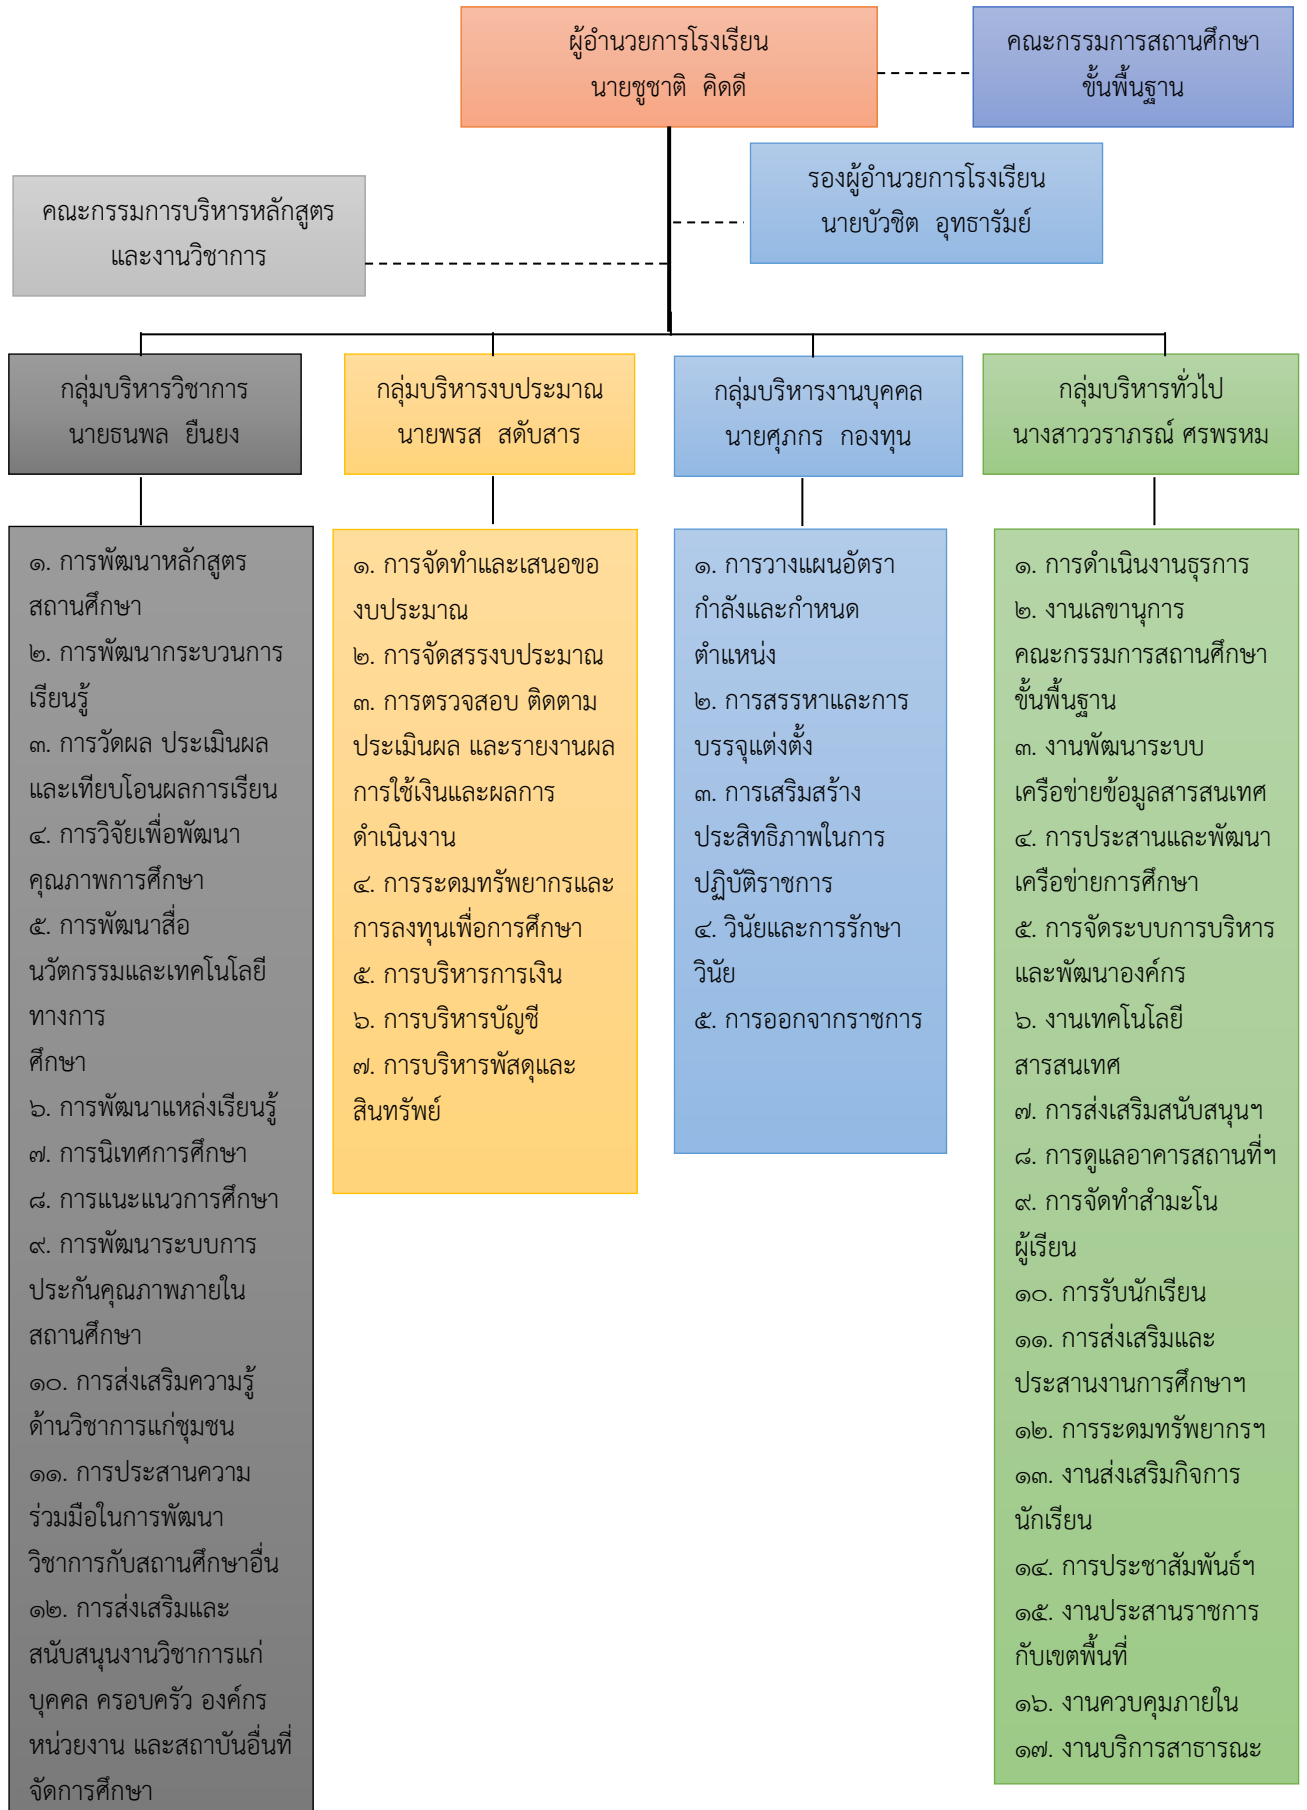 ผู้อำนวยการโรงเรียน
นายชูชาติ คิดดี
คณะกรรมการสถานศึกษา
ขั้นพื้นฐาน
รองผู้อำนวยการโรงเรียน
นายบัวชิต อุทธารัมย์
คณะกรรมการบริหารหลักสูตร
และงานวิชาการ
กลุ่มบริหารวิชาการ
นายธนพล ยืนยง
กลุ่มบริหารงบประมาณ
นายพรส สดับสาร
กลุ่มบริหารงานบุคคล
นายศุภกร กองทุน
กลุ่มบริหารทั่วไป
นางสาววราภรณ์ ศรพรหม
๑. การพัฒนาหลักสูตร
สถานศึกษา
๒. การพัฒนากระบวนการ
เรียนรู้
๓. การวัดผล ประเมินผล
และเทียบโอนผลการเรียน
๔. การวิจัยเพื่อพัฒนา
คุณภาพการศึกษา
๕. การพัฒนาสื่อ
นวัตกรรมและเทคโนโลยี
ทางการ
ศึกษา
๖. การพัฒนาแหล่งเรียนรู้
๗. การนิเทศการศึกษา
๘. การแนะแนวการศึกษา
๙. การพัฒนาระบบการ
ประกันคุณภาพภายใน
สถานศึกษา
๑๐. การส่งเสริมความรู้
ด้านวิชาการแก่ชุมชน
๑๑. การประสานความ
ร่วมมือในการพัฒนา
วิชาการกับสถานศึกษาอื่น
๑๒. การส่งเสริมและ
สนับสนุนงานวิชาการแก่
บุคคล ครอบครัว องค์กร
หน่วยงาน และสถาบันอื่นที่
จัดการศึกษา
๑. การจัดทำและเสนอขอ
งบประมาณ
๒. การจัดสรรงบประมาณ
๓. การตรวจสอบ ติดตาม
ประเมินผล และรายงานผล
การใช้เงินและผลการ
ดำเนินงาน
๔. การระดมทรัพยากรและ
การลงทุนเพื่อการศึกษา
๕. การบริหารการเงิน
๖. การบริหารบัญชี
๗. การบริหารพัสดุและ
สินทรัพย์
๑. การวางแผนอัตรา
กำลังและกำหนด
ตำแหน่ง
๒. การสรรหาและการ
บรรจุแต่งตั้ง
๓. การเสริมสร้าง
ประสิทธิภาพในการ
ปฏิบัติราชการ
๔. วินัยและการรักษา
วินัย
๕. การออกจากราชการ
๑. การดำเนินงานธุรการ
๒. งานเลขานุการ
คณะกรรมการสถานศึกษา
ขั้นพื้นฐาน
๓. งานพัฒนาระบบ
เครือข่ายข้อมูลสารสนเทศ
๔. การประสานและพัฒนา
เครือข่ายการศึกษา
๕. การจัดระบบการบริหาร
และพัฒนาองค์กร
๖. งานเทคโนโลยี
สารสนเทศ
๗. การส่งเสริมสนับสนุนฯ
๘. การดูแลอาคารสถานที่ฯ
๙. การจัดทำสำมะโน
ผู้เรียน
๑๐. การรับนักเรียน
๑๑. การส่งเสริมและ
ประสานงานการศึกษาฯ
๑๒. การระดมทรัพยากรฯ
๑๓. งานส่งเสริมกิจการ
นักเรียน
๑๔. การประชาสัมพันธ์ฯ
๑๕. งานประสานราชการ
กับเขตพื้นที่
๑๖. งานควบคุมภายใน
๑๗. งานบริการสาธารณะ